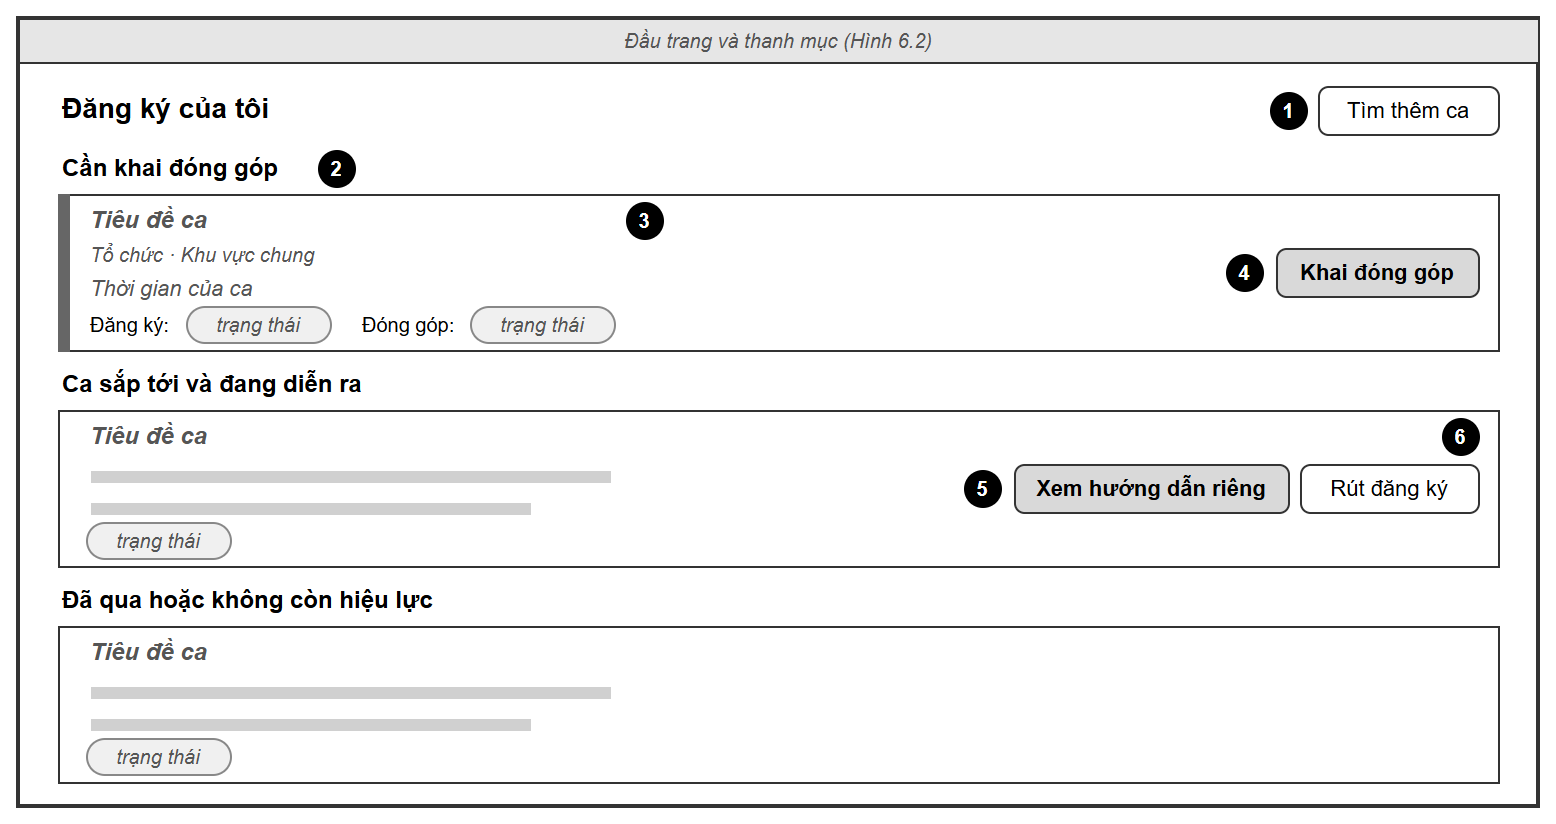 Đầu trang và thanh mục (Hình 6.2)
Đăng ký của tôi
1 Tìm thêm ca
Cần khai đóng góp 2
Tiêu đề ca 3
Tổ chức · Khu vực chung
4 Khai đóng góp
Thời gian của ca
Đăng ký: trạng thái Đóng góp: trạng thái
Ca sắp tới và đang diễn ra
Tiêu đề ca 6
5 Xem hướng dẫn riêng Rút đăng ký
trạng thái
Đã qua hoặc không còn hiệu lực
Tiêu đề ca
trạng thái